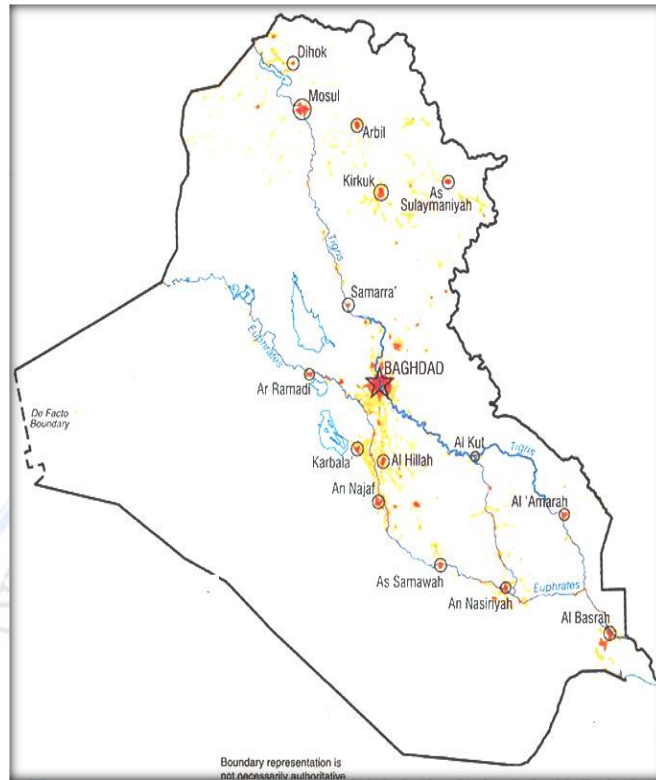 Dihok
Mosul
Arbil
Kirkuk
As
Sulaymaniyah
Tigris
Samarra'
Euphrates
BAGHDAD
Ar Ramadi
De Facto
Boundary
Karbala'
Al Hillah
Al Kut
Tigris
An Najaf
Al 'Amarah
As Samawah
An Nasiriyah
Euphrates
Al Basrah
Boundary representation is
not necessarily authoritative